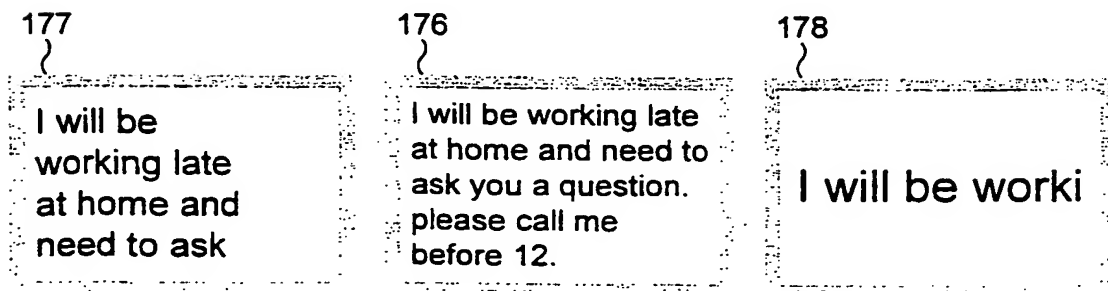 177
I will be
working late
at home and
need to ask
176
I will be working late
at home and need to
ask you a question.
please call me
before 12.
178
I will be worki